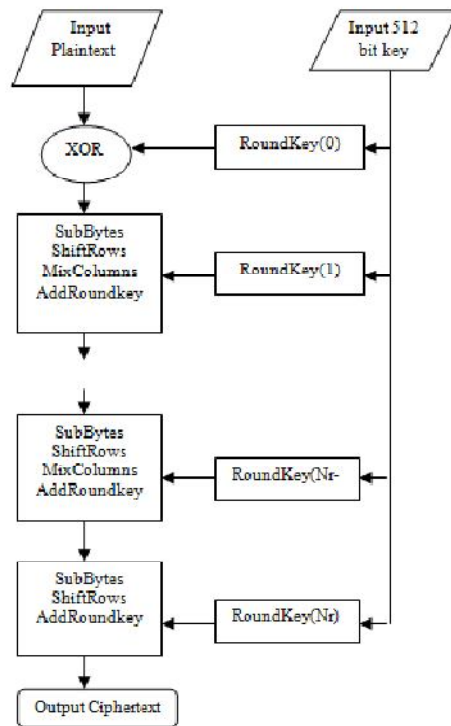 Input
Plaintext
Input 512
bit key
XOR
RoundKey(0)
SubBytes
ShiftRows
MixColumns
AddRoundkey
RoundKey(1)
SubBytes
ShiftRows
MixColumns
AddRoundkey
RoundKey(Nr-
SubBytes
ShiftRows
AddRoundkey
RoundKey(Nr)
Output Ciphertext